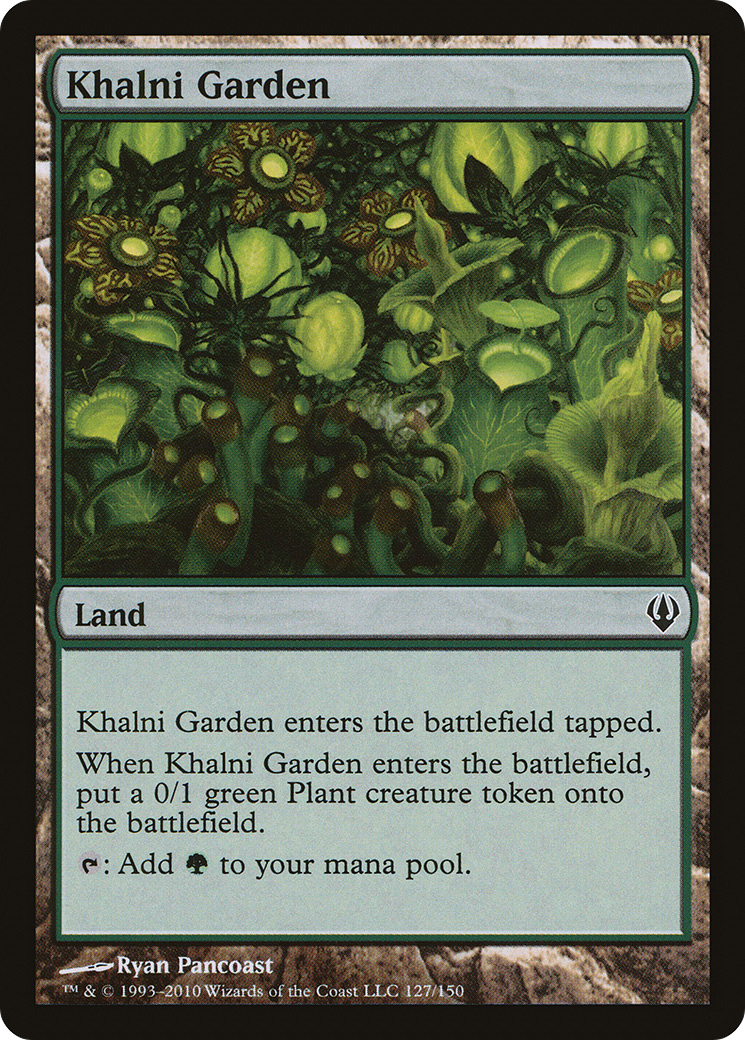 Khalni Garden
Land
Khalni Garden enters the battlefield tapped.
When Khalni Garden enters the battlefield,
put a 0/1 green Plant creature token onto
the battlefield.
: Add to your mana pool.
Ryan Pancoast
™ & © 1993–2010 Wizards of the Coast LLC 127/150